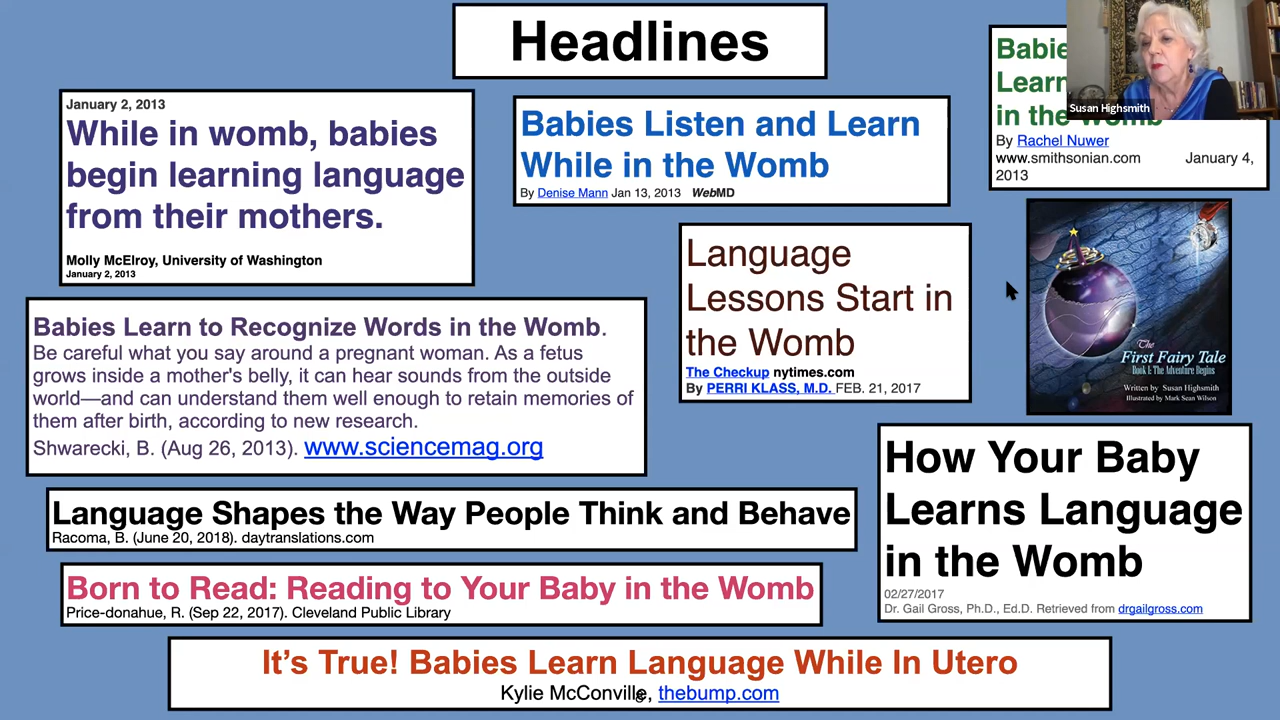 Headlines
January 2, 2013
While in womb, babies
begin learning language
from their mothers.
Molly McElroy, University of Washington
January 2, 2013
Babies Listen and Learn
While in the Womb
By Denise Mann Jan 13, 2013 WebMD
Susan Highsmith
in the
By Rachel Nuwer
www.smithsonian.com January 4,
2013
Language
Lessons Start in
the Womb
The Checkup nytimes.com
By PERRI KLASS, M.D. FEB. 21, 2017
The
First Fairy Tale
Book I: The Adventure Begins
Written by Susan Highsmith
Illustrated by Mark Sean Wilson
Babies Learn to Recognize Words in the Womb.
Be careful what you say around a pregnant woman. As a fetus
grows inside a mother's belly, it can hear sounds from the outside
world—and can understand them well enough to retain memories of
them after birth, according to new research.
Shwarecki, B. (Aug 26, 2013). www.sciencemag.org
How Your Baby
Learns Language
in the Womb
02/27/2017
Dr. Gail Gross, Ph.D., Ed.D. Retrieved from drgailgross.com
Language Shapes the Way People Think and Behave
Racoma, B. (June 20, 2018). daytranslations.com
Born to Read: Reading to Your Baby in the Womb
Price-donahue, R. (Sep 22, 2017). Cleveland Public Library
It's True! Babies Learn Language While In Utero
Kylie McConville, thebump.com